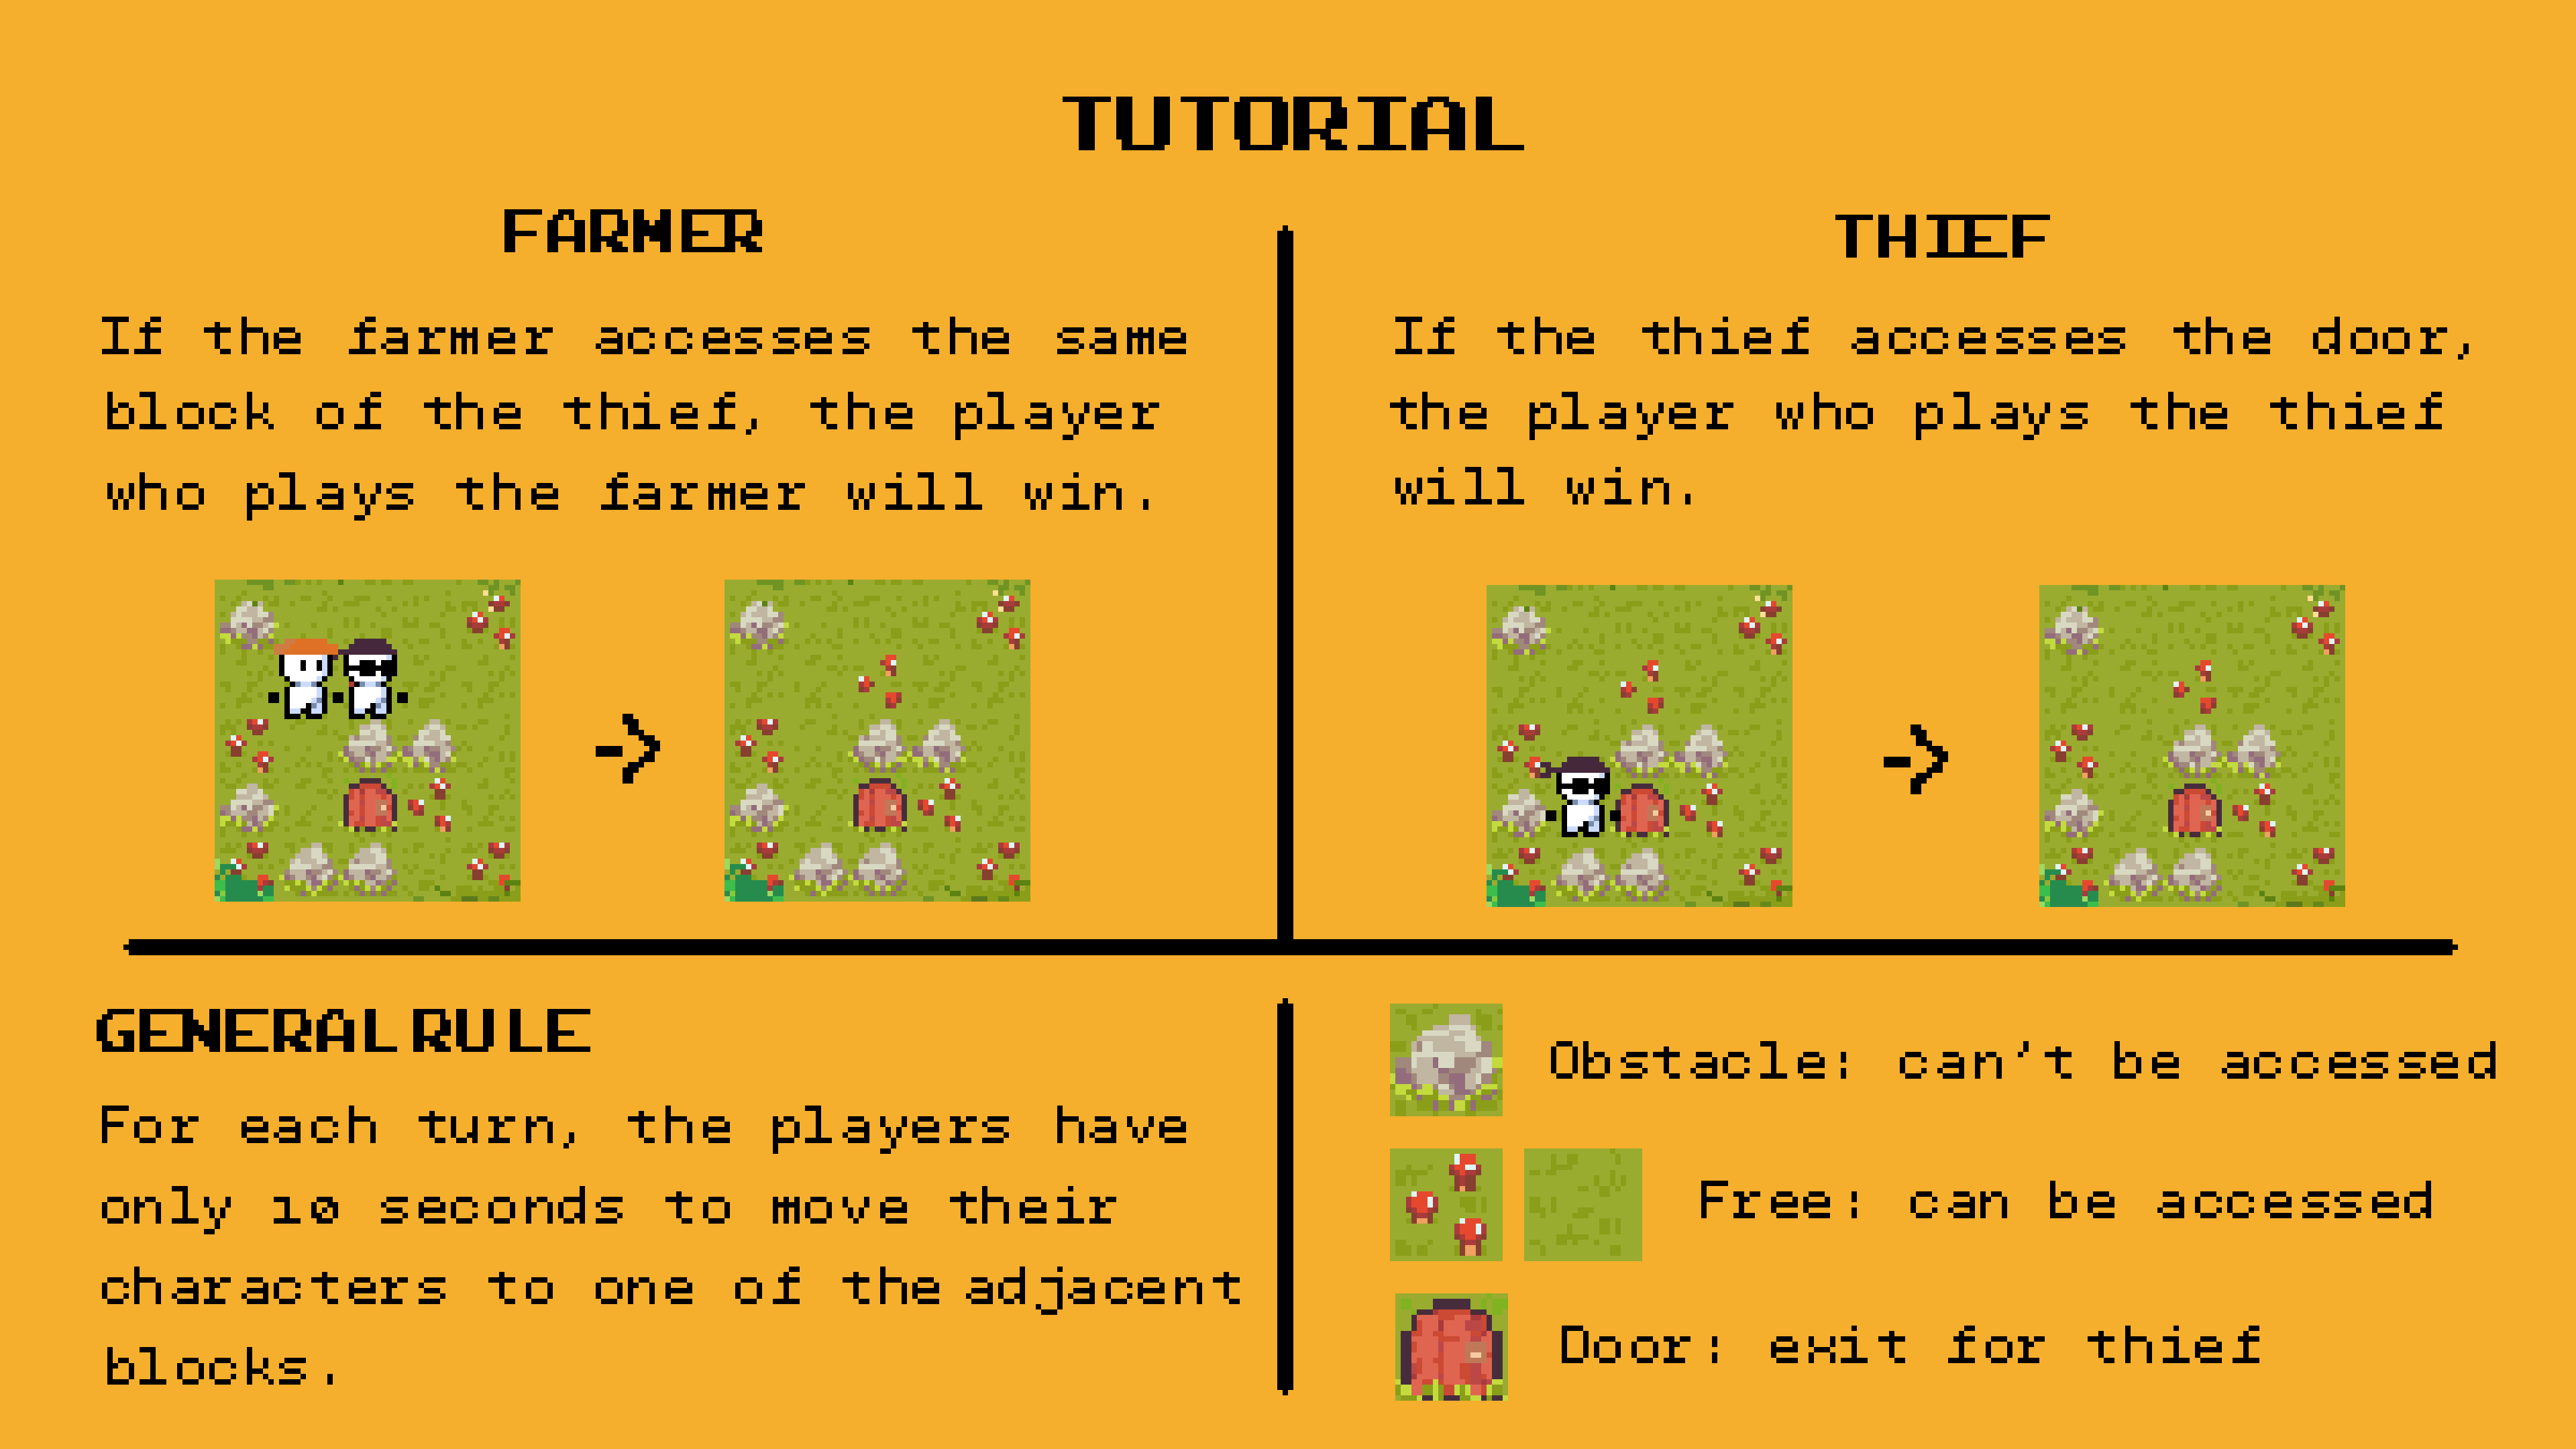 TUTORIAL
FARMER
If the farmer accesses the same
block of the thief, the player
who plays the farmer will win.
->
THIEF
If the thief accesses the door,
the player who plays the thief
will win.
->
GENERAL RULE
For each turn, the players have
only 10 seconds to move their
characters to one of the adjacent
blocks.
Obstacle: can't be accessed
Free: can be accessed
Door: exit for thief